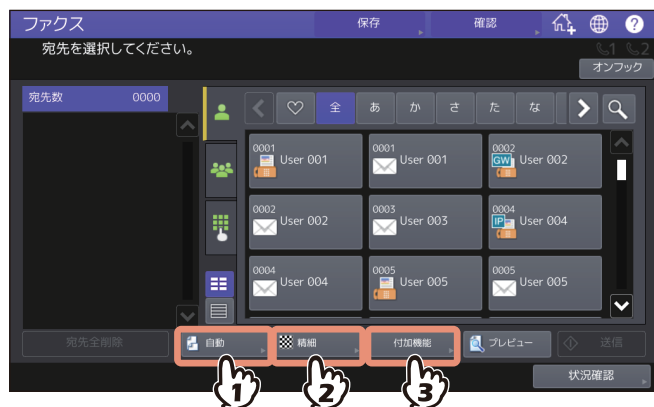 ファクス
保存
確認
?
宛先を選択してください。
1 2
オンフック
宛先数 0000
全 あ か さ た な
0001 User 001
0001 User 001
0002 GW User 002
0002 User 002
0003 User 003
0004 IP User 004
0004 User 004
0005 User 005
0005 User 005
宛先全削除
自動
精細
付加機能
プレビュー
送信
1 2 3
状況確認